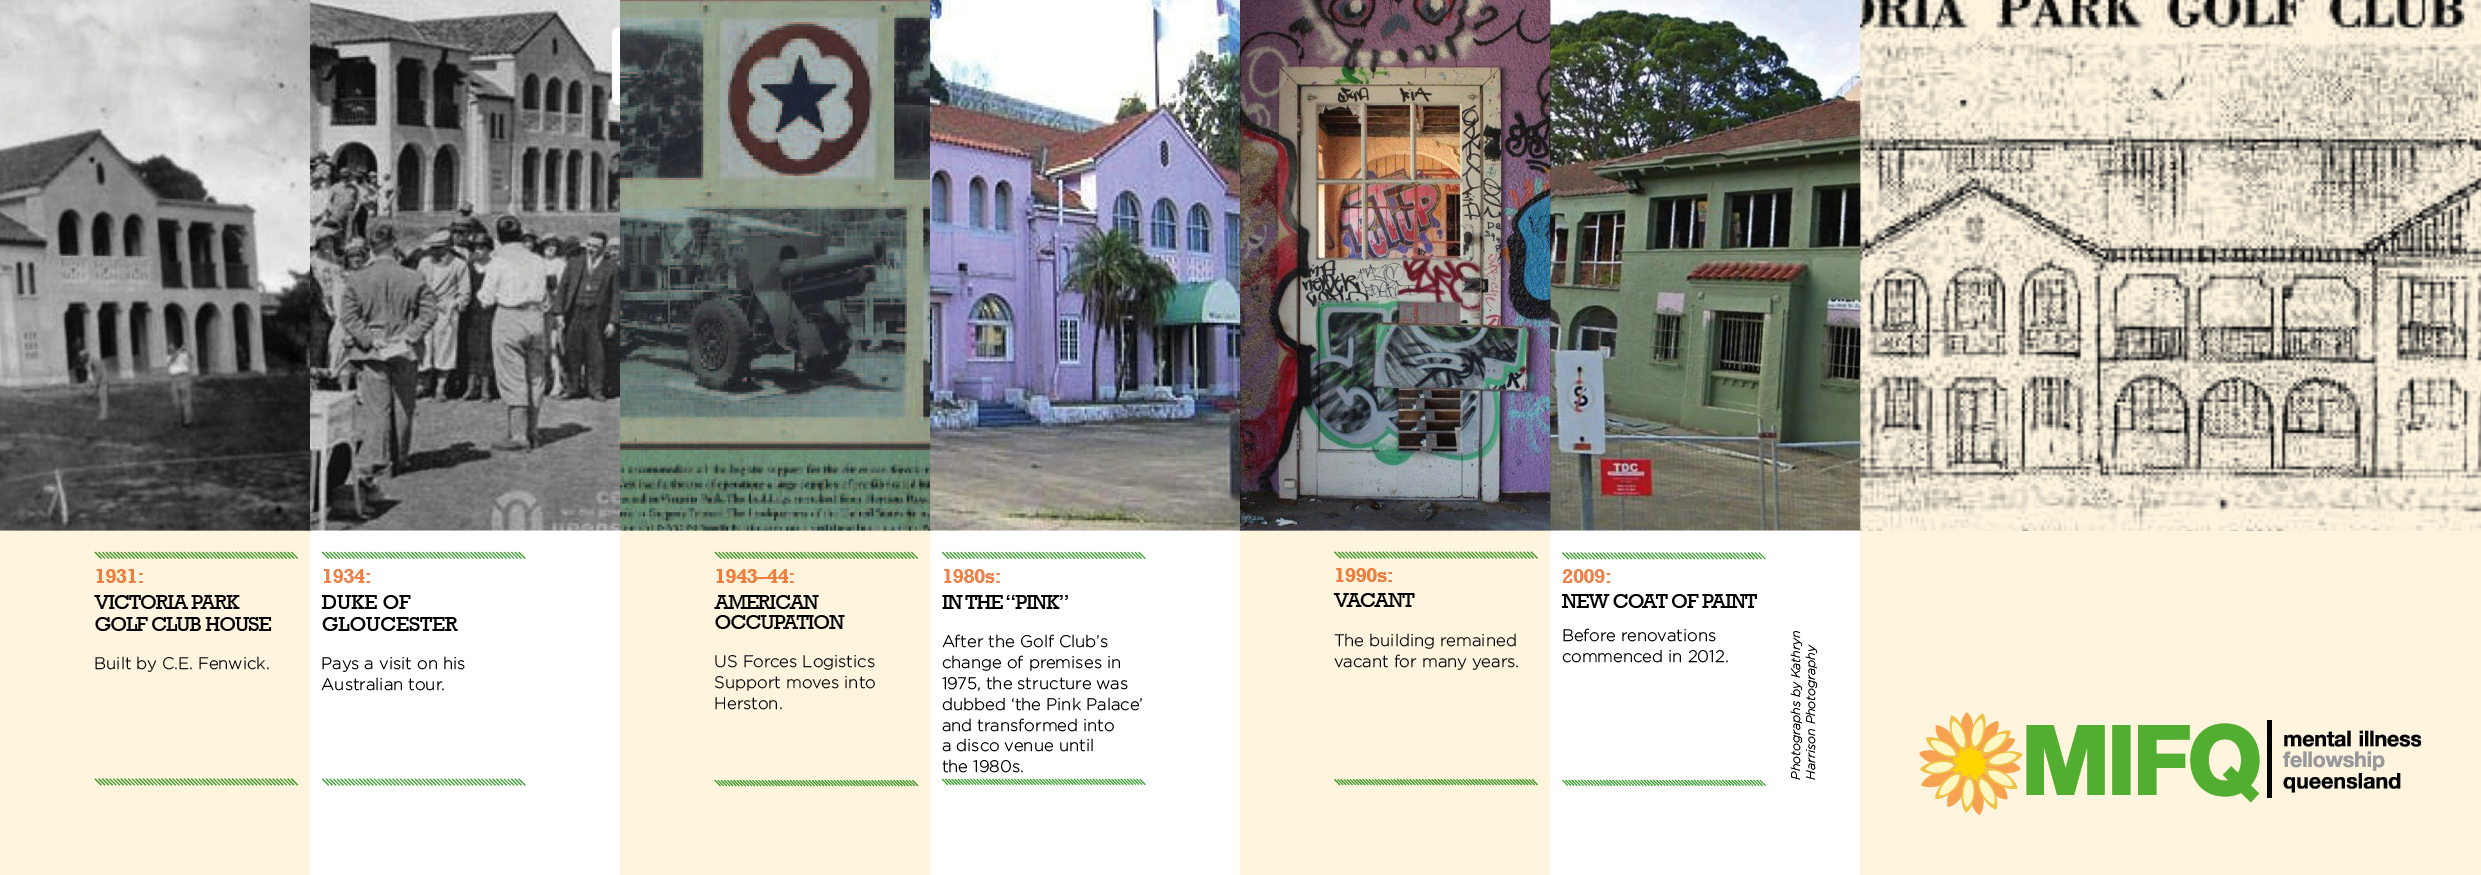 PARK GOLF CLUB
TDC
1931:
VICTORIA PARK
GOLF CLUB HOUSE
Built by C.E. Fenwick.
1934:
DUKE OF
GLOUCESTER
Pays a visit on his
Australian tour.
1943–44:
AMERICAN
OCCUPATION
US Forces Logistics
Support moves into
Herston.
1980s:
IN THE “PINK”
After the Golf Club’s
change of premises in
1975, the structure was
dubbed ‘the Pink Palace’
and transformed into
a disco venue until
the 1980s.
1990s:
VACANT
The building remained
vacant for many years.
2009:
NEW COAT OF PAINT
Before renovations
commenced in 2012.
Photographs by Kathryn
Harrison Photography
MIFQ
mental illness
fellowship
queensland